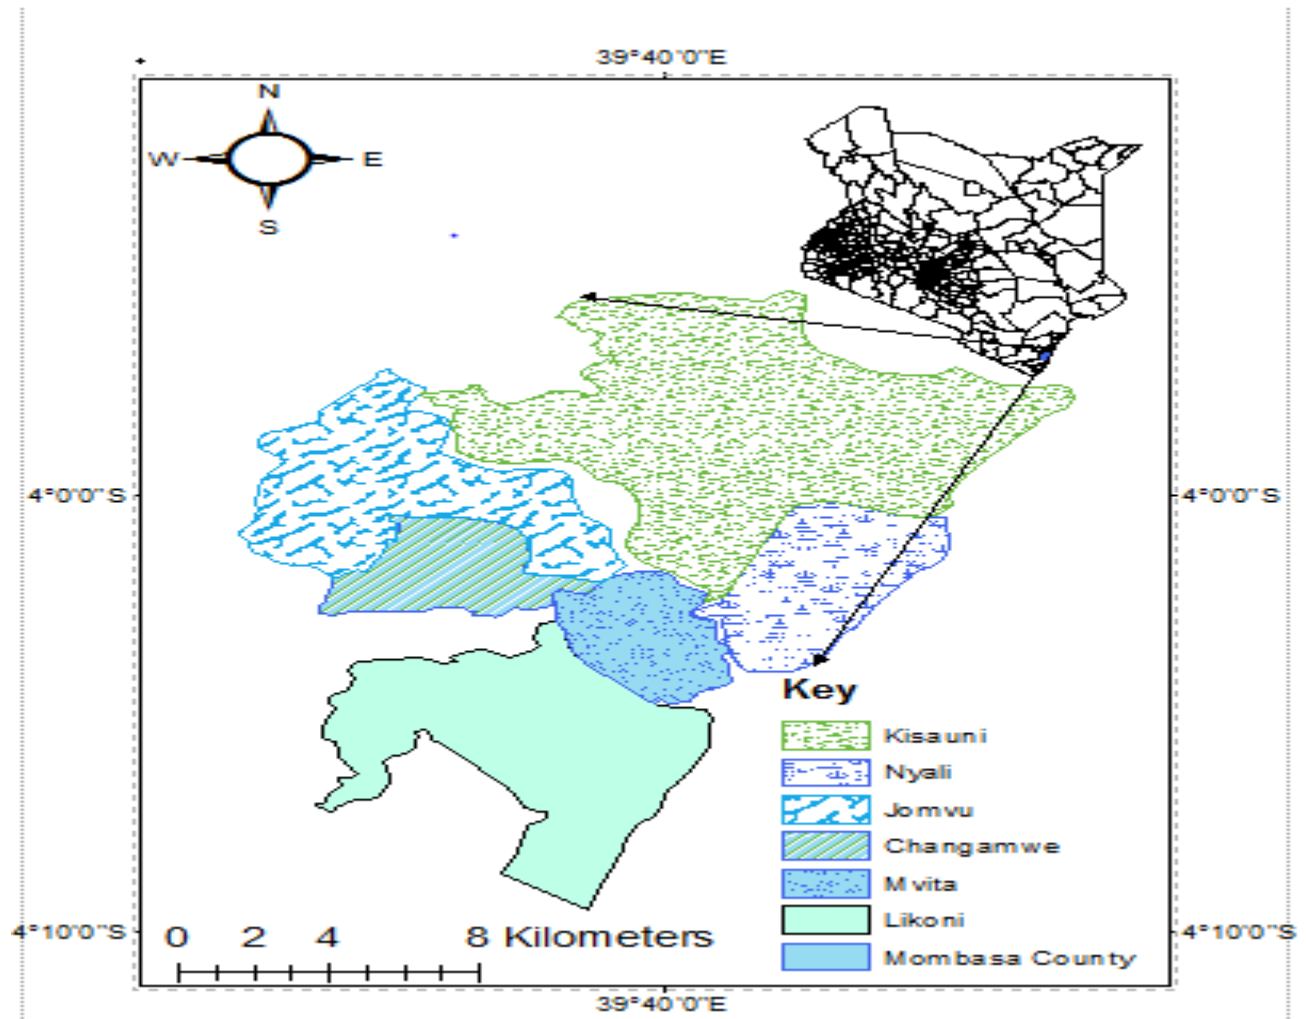 39°40'0"E
N
W E
S
4°0'0"S 4°0'0"S
Key
Kisauni
Nyali
Jomvu
Changamwe
Mvita
Likoni
Mombasa County
4°10'0"S 4°10'0"S
0 2 4 8 Kilometers
39°40'0"E